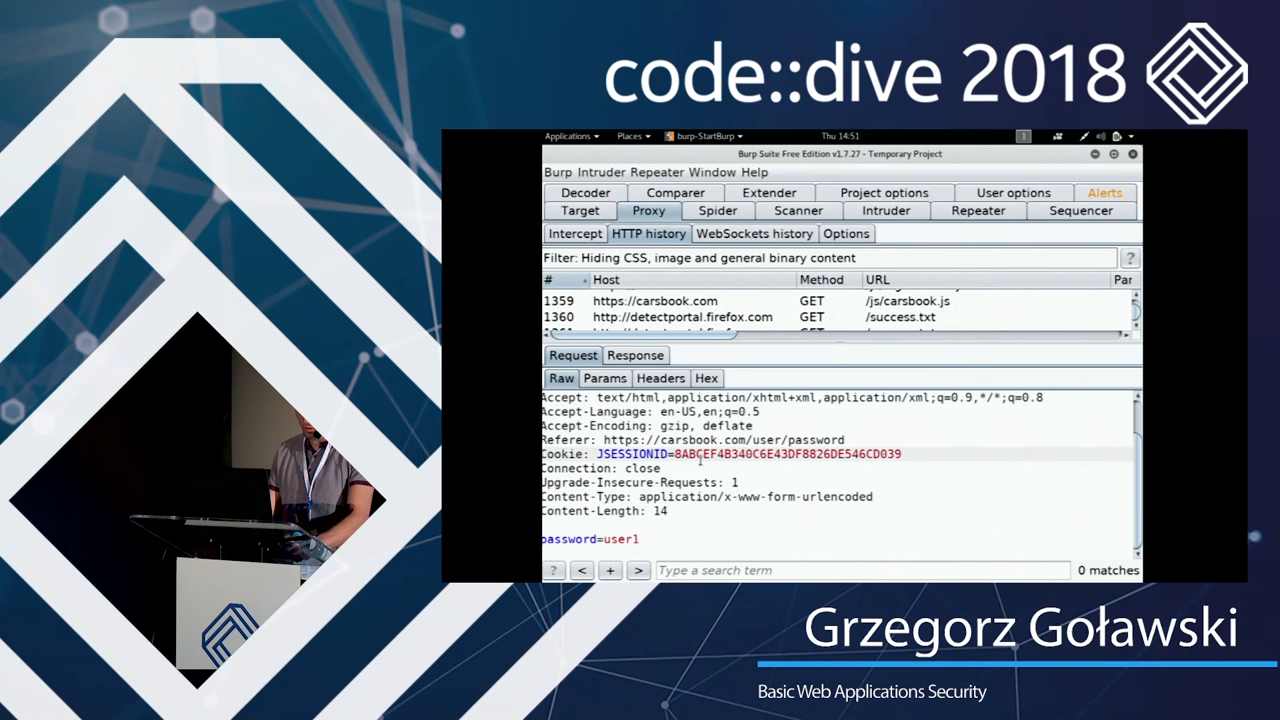 code::dive 2018
Applications Places burp-StartBurp Thu 14:51 1
Burp Suite Free Edition v1.7.27 - Temporary Project
Burp Intruder Repeater Window Help
Decoder Comparer Extender Project options User options Alerts
Target Proxy Spider Scanner Intruder Repeater Sequencer
Intercept HTTP history WebSockets history Options
Filter: Hiding CSS, image and general binary content ?
# Host Method URL Par
1359 https://carsbook.com GET /js/carsbook.js
1360 http://detectportal.firefox.com GET /success.txt
Request Response
Raw Params Headers Hex
Accept: text/html,application/xhtml+xml,application/xml;q=0.9,*/*;q=0.8
Accept-Language: en-US,en;q=0.5
Accept-Encoding: gzip, deflate
Referer: https://carsbook.com/user/password
Cookie: JSESSIONID=8ABCEF4B340C6E43DF8826DE546CD039
Connection: close
Upgrade-Insecure-Requests: 1
Content-Type: application/x-www-form-urlencoded
Content-Length: 14
password=user1
? < + > Type a search term 0 matches
Grzegorz Goławski
Basic Web Applications Security